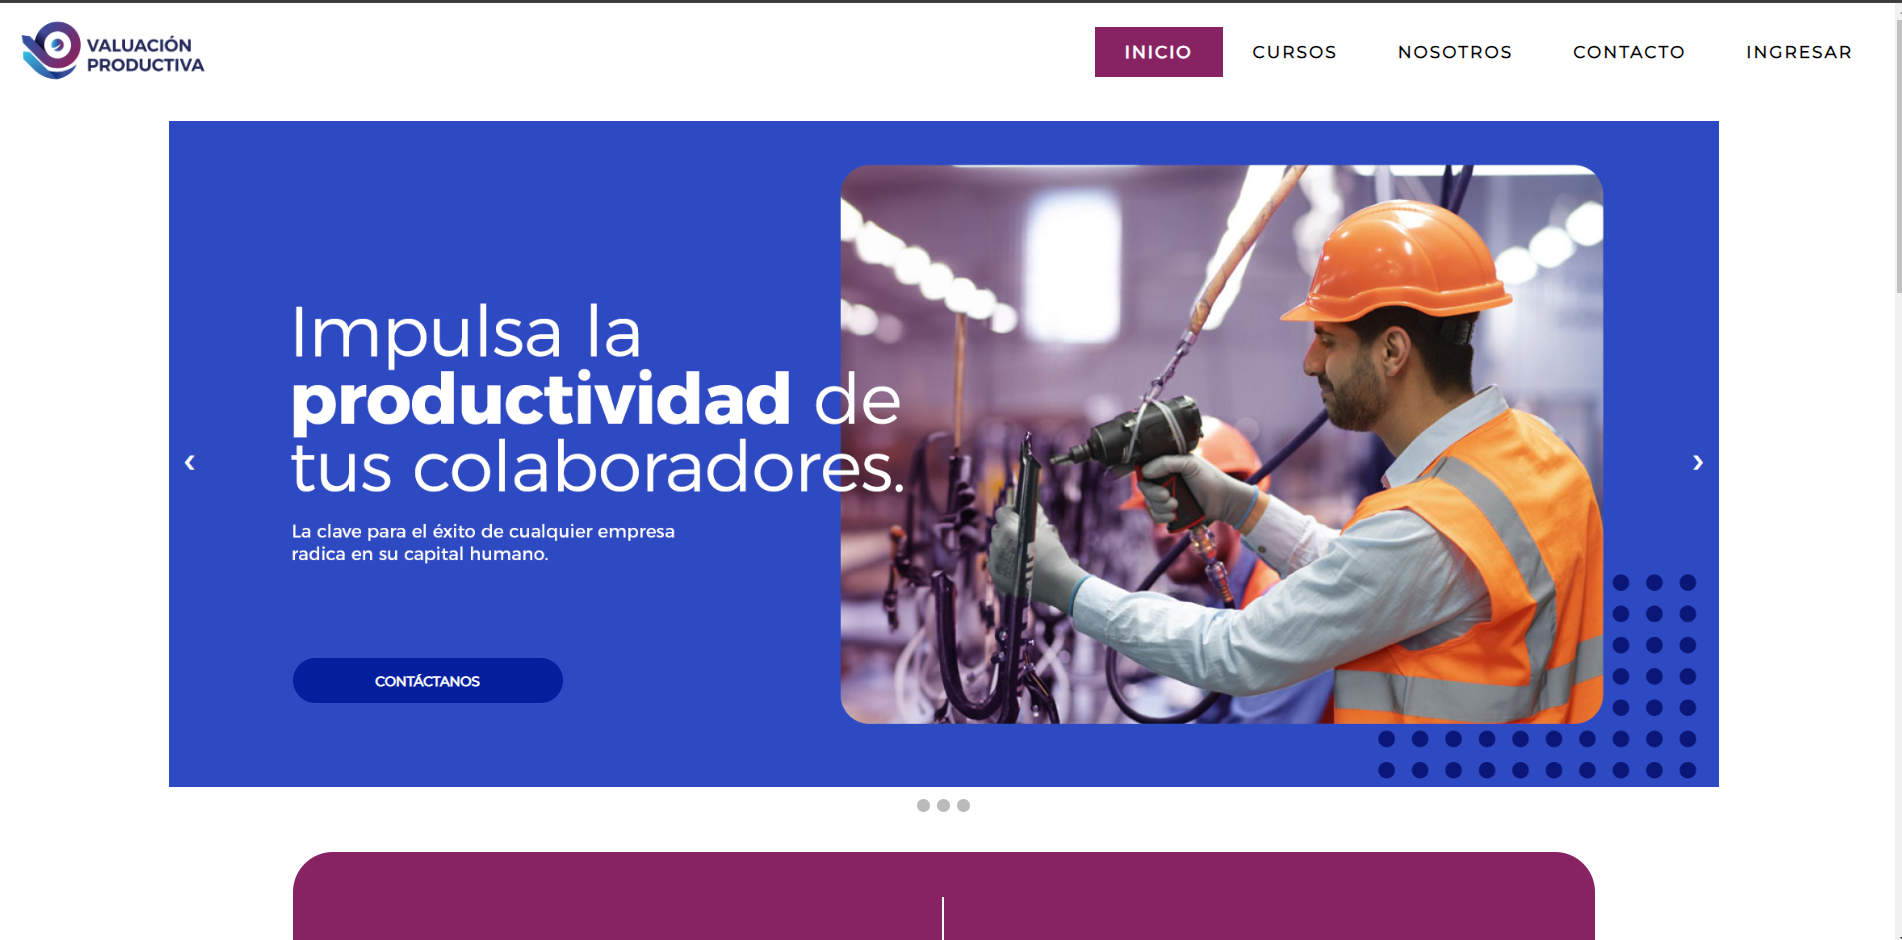 VALUACIÓN
PRODUCTIVA
INICIO
CURSOS
NOSOTROS
CONTACTO
INGRESAR
Impulsa la
productividad de
tus colaboradores.
La clave para el éxito de cualquier empresa
radica en su capital humano.
CONTÁCTANOS